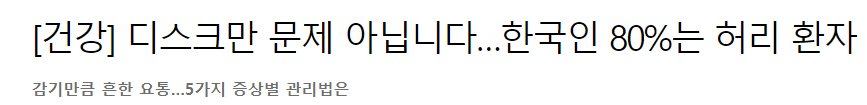 [건강] 디스크만 문제 아닙니다...한국인 80%는 허리 환자
감기만큼 흔한 요통...5가지 증상별 관리법은